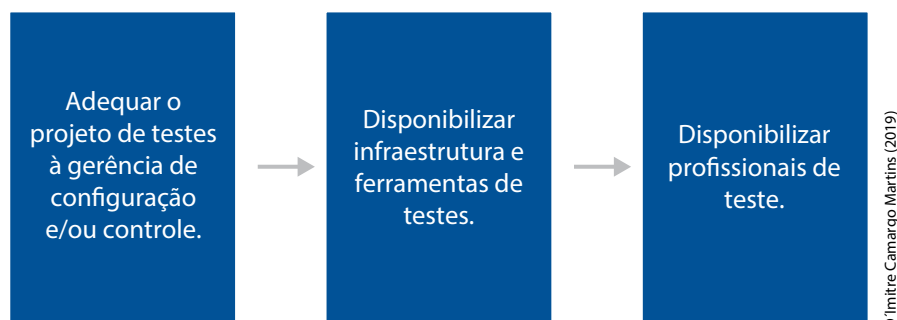 Adequar o
projeto de testes
à gerência de
configuração
e/ou controle.
Disponibilizar
infraestrutura e
ferramentas de
testes.
Disponibilizar
profissionais de
teste.
D´Imitre Camargo Martins (2019)